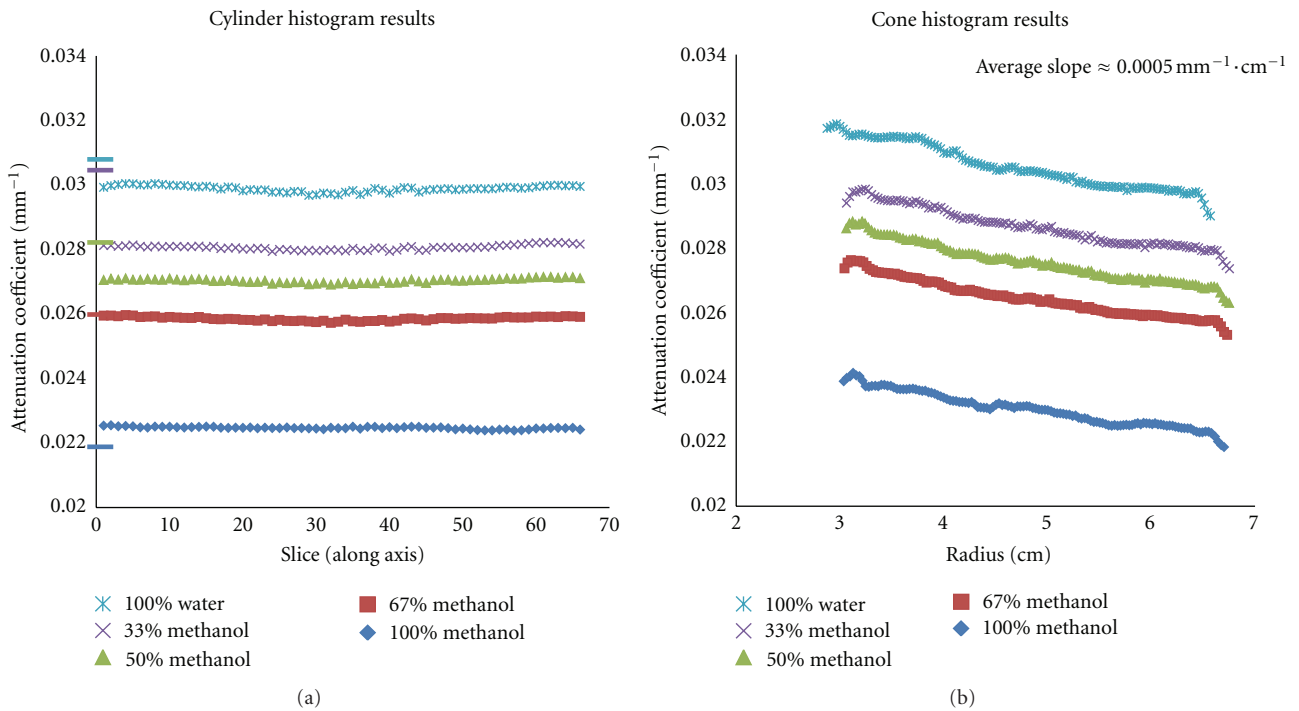 Cylinder histogram results
0.034
0.032
0.03
0.028
0.026
0.024
0.022
0.02
Attenuation coefficient (mm⁻¹)
0 10 20 30 40 50 60 70
Slice (along axis)
100% water
33% methanol
50% methanol
67% methanol
100% methanol
(a)
Cone histogram results
Average slope ≈ 0.0005 mm⁻¹·cm⁻¹
0.034
0.032
0.03
0.028
0.026
0.024
0.022
0.02
Attenuation coefficient (mm⁻¹)
2 3 4 5 6 7
Radius (cm)
100% water
33% methanol
50% methanol
67% methanol
100% methanol
(b)